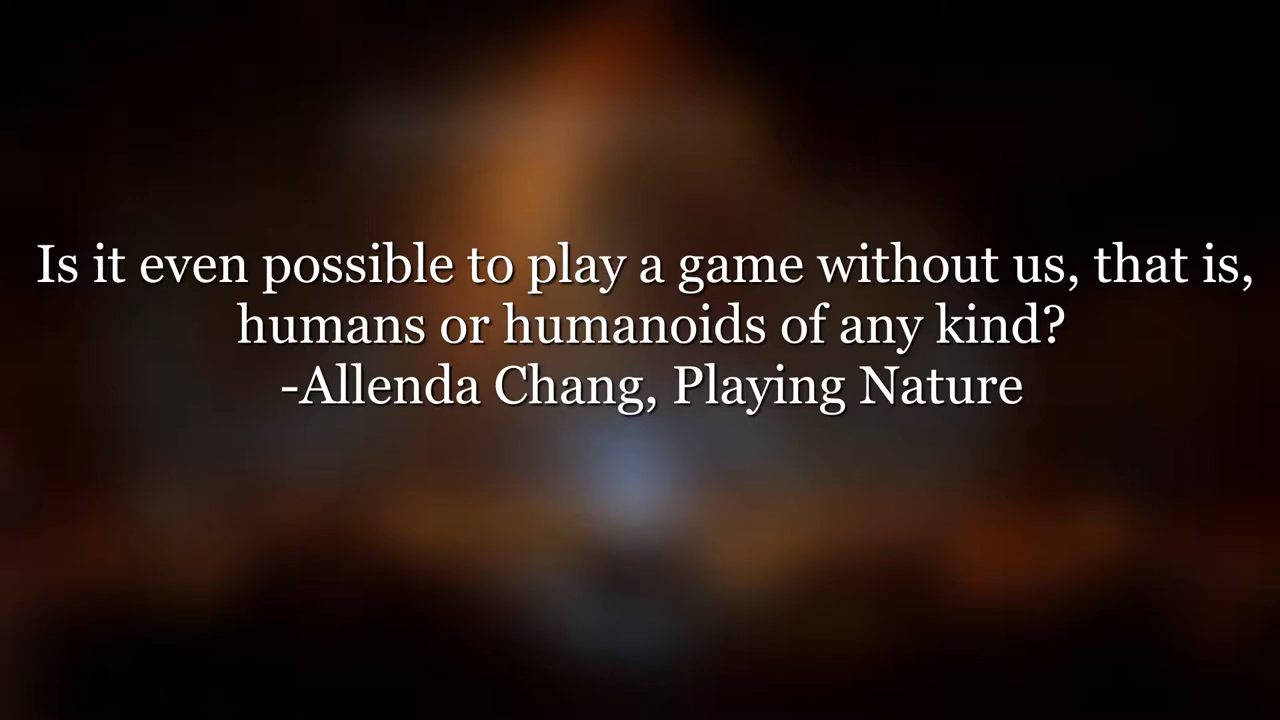 Is it even possible to play a game without us, that is,
humans or humanoids of any kind?
-Allenda Chang, Playing Nature